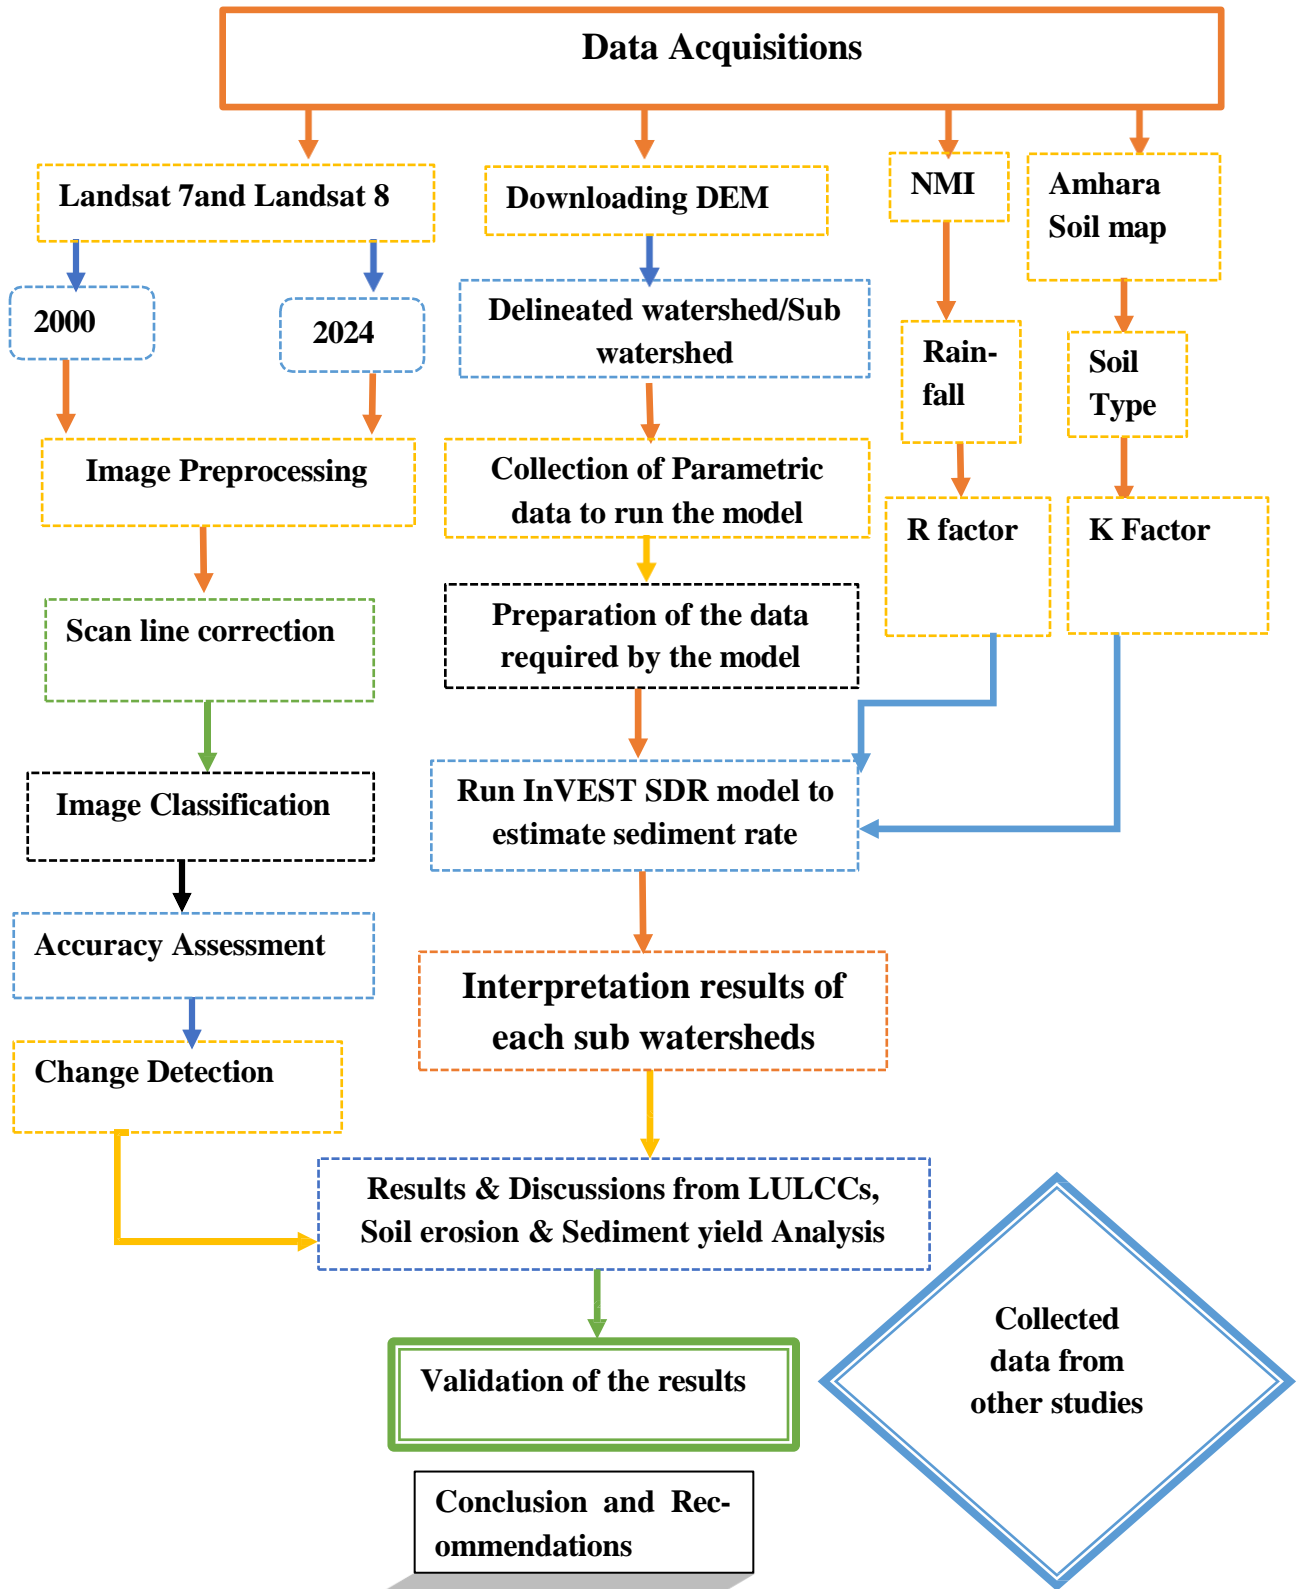 Data Acquisitions
Landsat 7and Landsat 8
Downloading DEM
NMI
Amhara
Soil map
2000
2024
Delineated watershed/Sub
watershed
Rain-
fall
Soil
Type
Image Preprocessing
Collection of Parametric
data to run the model
R factor
K Factor
Scan line correction
Preparation of the data
required by the model
Image Classification
Run InVEST SDR model to
estimate sediment rate
Accuracy Assessment
Interpretation results of
each sub watersheds
Change Detection
Results & Discussions from LULCCs,
Soil erosion & Sediment yield Analysis
Validation of the results
Collected
data from
other studies
Conclusion and Rec-
ommendations